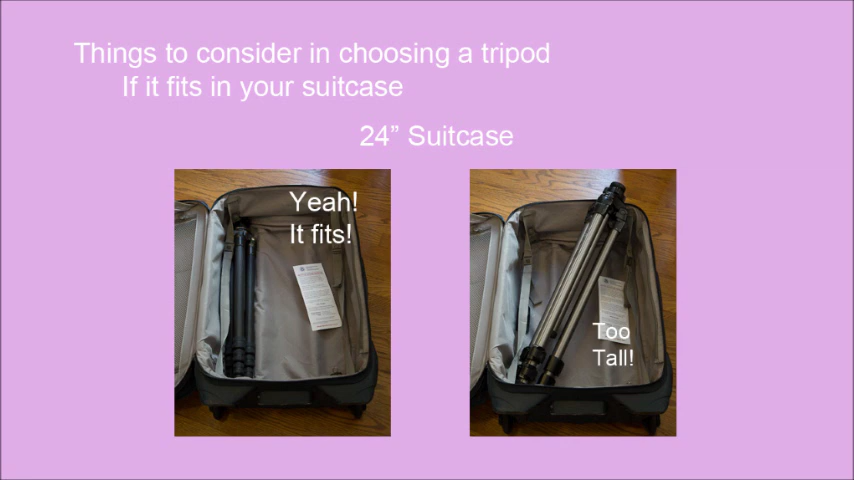 Things to consider in choosing a tripod
If it fits in your suitcase
24” Suitcase
Yeah!
It fits!
Too
Tall!